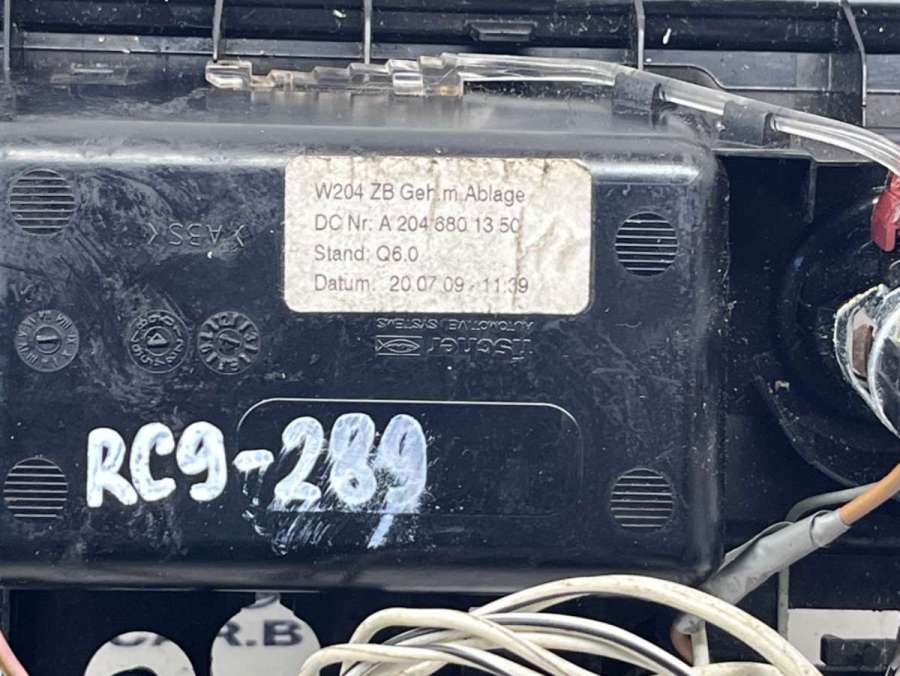 W204 ZB Geh.m.Ablage
DC Nr: A 204 680 13 50
Stand: Q6.0
Datum: 20.07.09 - 11:39
fischer
AUTOMOTIVE SYSTEMS
RC9-289
R.B